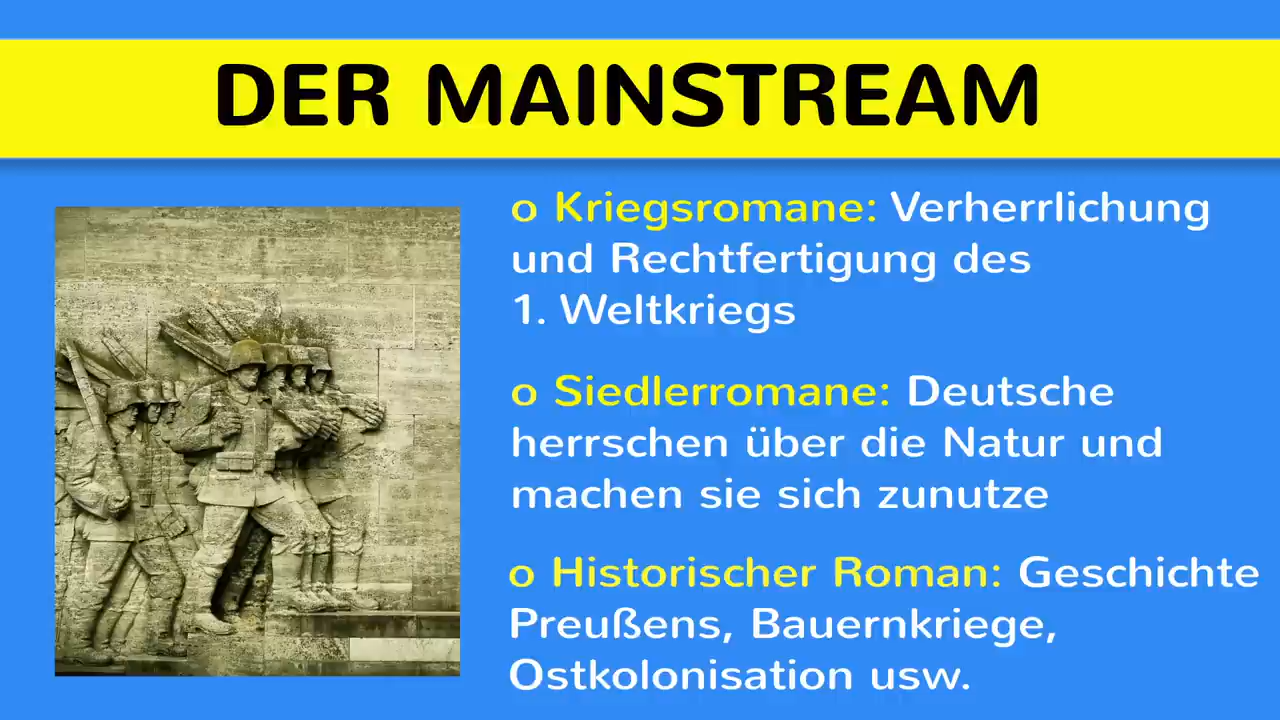 DER MAINSTREAM
o Kriegsromane: Verherrlichung
und Rechtfertigung des
1. Weltkriegs
o Siedlerromane: Deutsche
herrschen über die Natur und
machen sie sich zunutze
o Historischer Roman: Geschichte
Preußens, Bauernkriege,
Ostkolonisation usw.